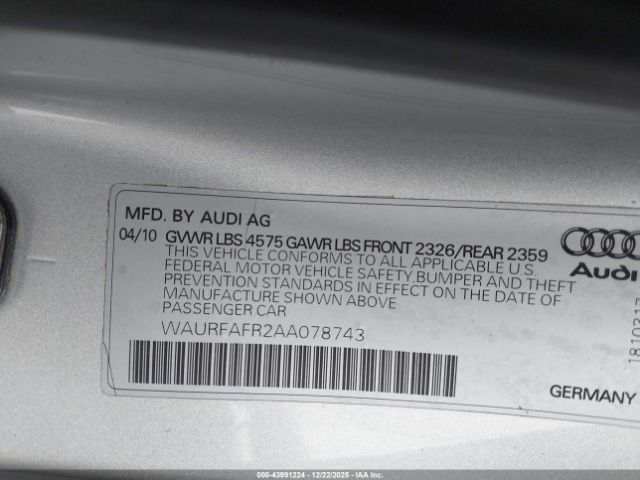 MFD. BY AUDI AG
04/10 GVWR LBS 4575 GAWR LBS FRONT 2326/REAR 2359
THIS VEHICLE CONFORMS TO ALL APPLICABLE U.S.
FEDERAL MOTOR VEHICLE SAFETY, BUMPER AND THEFT
PREVENTION STANDARDS IN EFFECT ON THE DATE OF
MANUFACTURE SHOWN ABOVE
PASSENGER CAR
WAURFAFR2AA078743
Audi
GERMANY
000-43991224 - 12/22/2025 - IAA Inc.